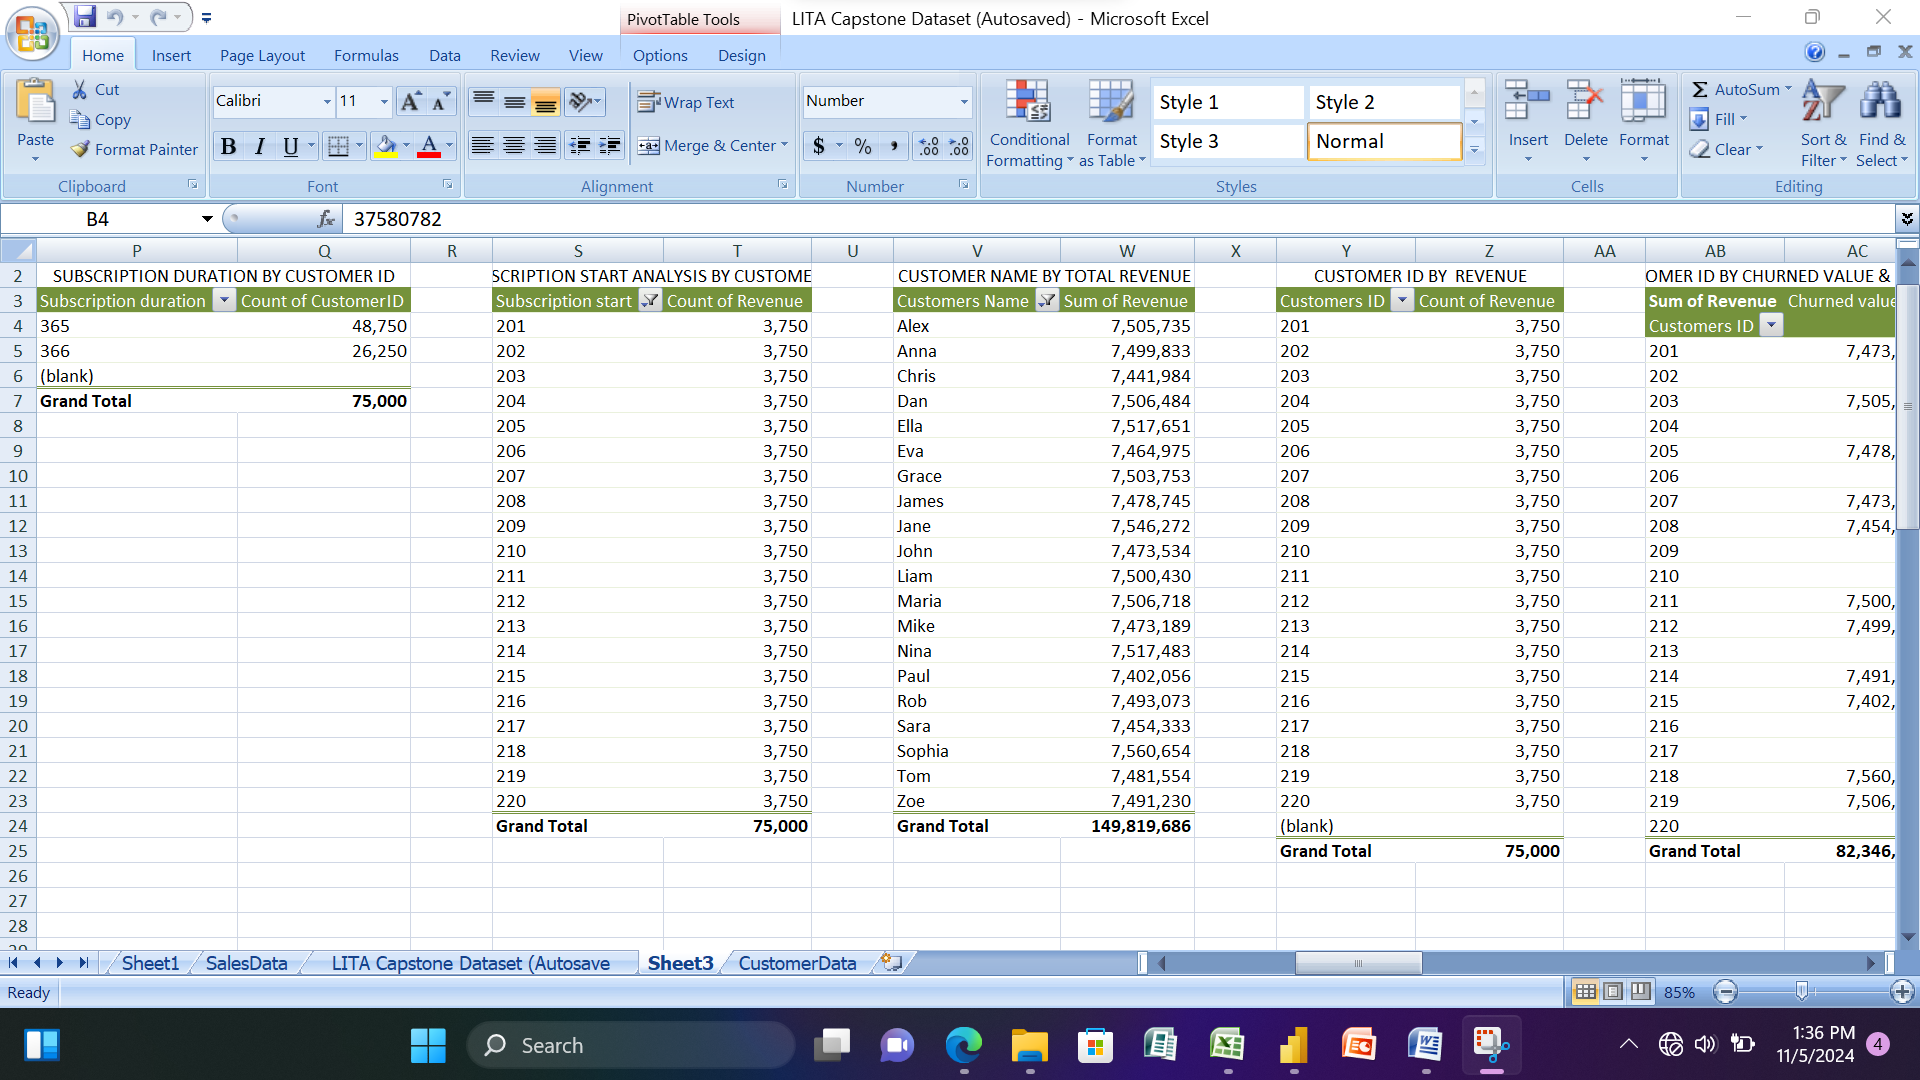 PivotTable Tools LITA Capstone Dataset (Autosaved) - Microsoft Excel
Home Insert Page Layout Formulas Data Review View Options Design
Cut Calibri 11 Wrap Text Number Style 1 Style 2 AutoSum
Copy Fill
Paste Format Painter B I U Merge & Center $ % Conditional Formatting Format as Table Style 3 Normal Insert Delete Format Clear Sort & Filter Find & Select
Clipboard Font Alignment Number Styles Cells Editing
B4 fx 37580782
P Q R S T U V W X Y Z AA AB AC
2 SUBSCRIPTION DURATION BY CUSTOMER ID SCRIPTION START ANALYSIS BY CUSTOME CUSTOMER NAME BY TOTAL REVENUE CUSTOMER ID BY REVENUE OMER ID BY CHURNED VALUE &
3 Subscription duration Count of CustomerID Subscription start Count of Revenue Customers Name Sum of Revenue Customers ID Count of Revenue Sum of Revenue Churned value
4 365 48,750 201 3,750 Alex 7,505,735 201 3,750 Customers ID
5 366 26,250 202 3,750 Anna 7,499,833 202 3,750 201 7,473,
6 (blank) 203 3,750 Chris 7,441,984 203 3,750 202
7 Grand Total 75,000 204 3,750 Dan 7,506,484 204 3,750 203 7,505,
8 205 3,750 Ella 7,517,651 205 3,750 204
9 206 3,750 Eva 7,464,975 206 3,750 205 7,478,
10 207 3,750 Grace 7,503,753 207 3,750 206
11 208 3,750 James 7,478,745 208 3,750 207 7,473,
12 209 3,750 Jane 7,546,272 209 3,750 208 7,454,
13 210 3,750 John 7,473,534 210 3,750 209
14 211 3,750 Liam 7,500,430 211 3,750 210
15 212 3,750 Maria 7,506,718 212 3,750 211 7,500,
16 213 3,750 Mike 7,473,189 213 3,750 212 7,499,
17 214 3,750 Nina 7,517,483 214 3,750 213
18 215 3,750 Paul 7,402,056 215 3,750 214 7,491,
19 216 3,750 Rob 7,493,073 216 3,750 215 7,402,
20 217 3,750 Sara 7,454,333 217 3,750 216
21 218 3,750 Sophia 7,560,654 218 3,750 217
22 219 3,750 Tom 7,481,554 219 3,750 218 7,560,
23 220 3,750 Zoe 7,491,230 220 3,750 219 7,506,
24 Grand Total 75,000 Grand Total 149,819,686 (blank) 220
25 Grand Total 75,000 Grand Total 82,346,
26
27
28
Sheet1 SalesData LITA Capstone Dataset (Autosave Sheet3 CustomerData
Ready 85%
Search
1:36 PM
11/5/2024 4